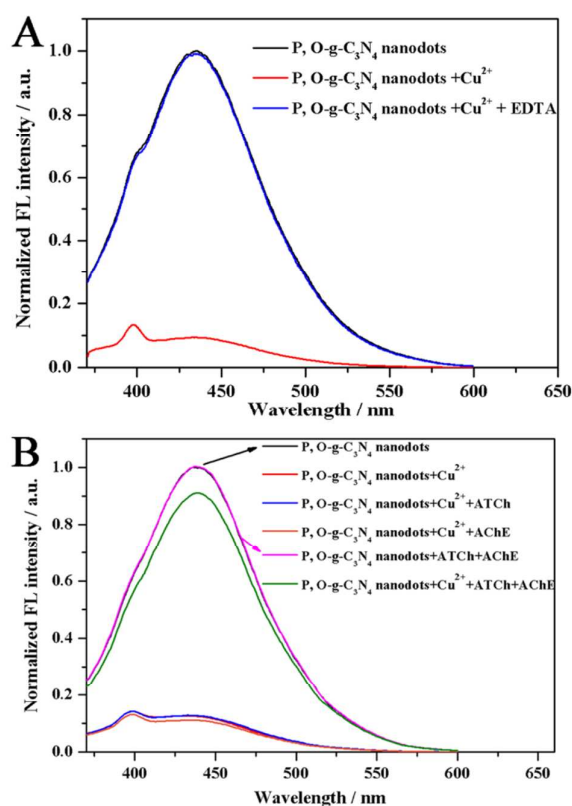 A
P, O-g-C₃N₄ nanodots
P, O-g-C₃N₄ nanodots +Cu²⁺
P, O-g-C₃N₄ nanodots +Cu²⁺ + EDTA
Normalized FL intensity / a.u.
1.0
0.8
0.6
0.4
0.2
0.0
400 450 500 550 600 650
Wavelength / nm
B
P, O-g-C₃N₄ nanodots
P, O-g-C₃N₄ nanodots+Cu²⁺
P, O-g-C₃N₄ nanodots+Cu²⁺+ATCh
P, O-g-C₃N₄ nanodots+Cu²⁺+AChE
P, O-g-C₃N₄ nanodots+ATCh+AChE
P, O-g-C₃N₄ nanodots+Cu²⁺+ATCh+AChE
Normalized FL intensity / a.u.
1.0
0.8
0.6
0.4
0.2
0.0
400 450 500 550 600 650
Wavelength / nm